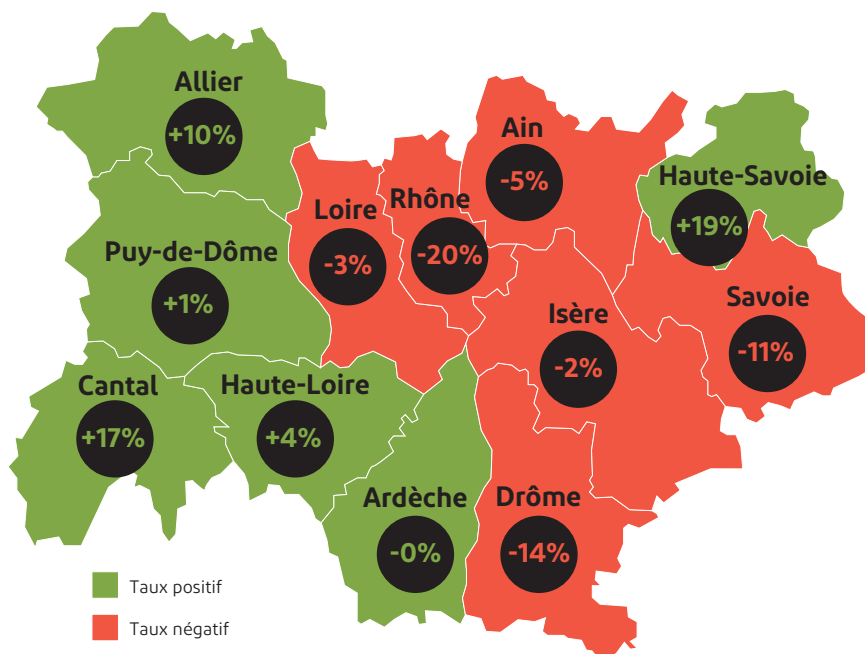 Allier
+10%
Ain
-5%
Haute-Savoie
+19%
Loire
-3%
Rhône
-20%
Puy-de-Dôme
+1%
Isère
-2%
Savoie
-11%
Cantal
+17%
Haute-Loire
+4%
Ardèche
-0%
Drôme
-14%
Taux positif
Taux négatif